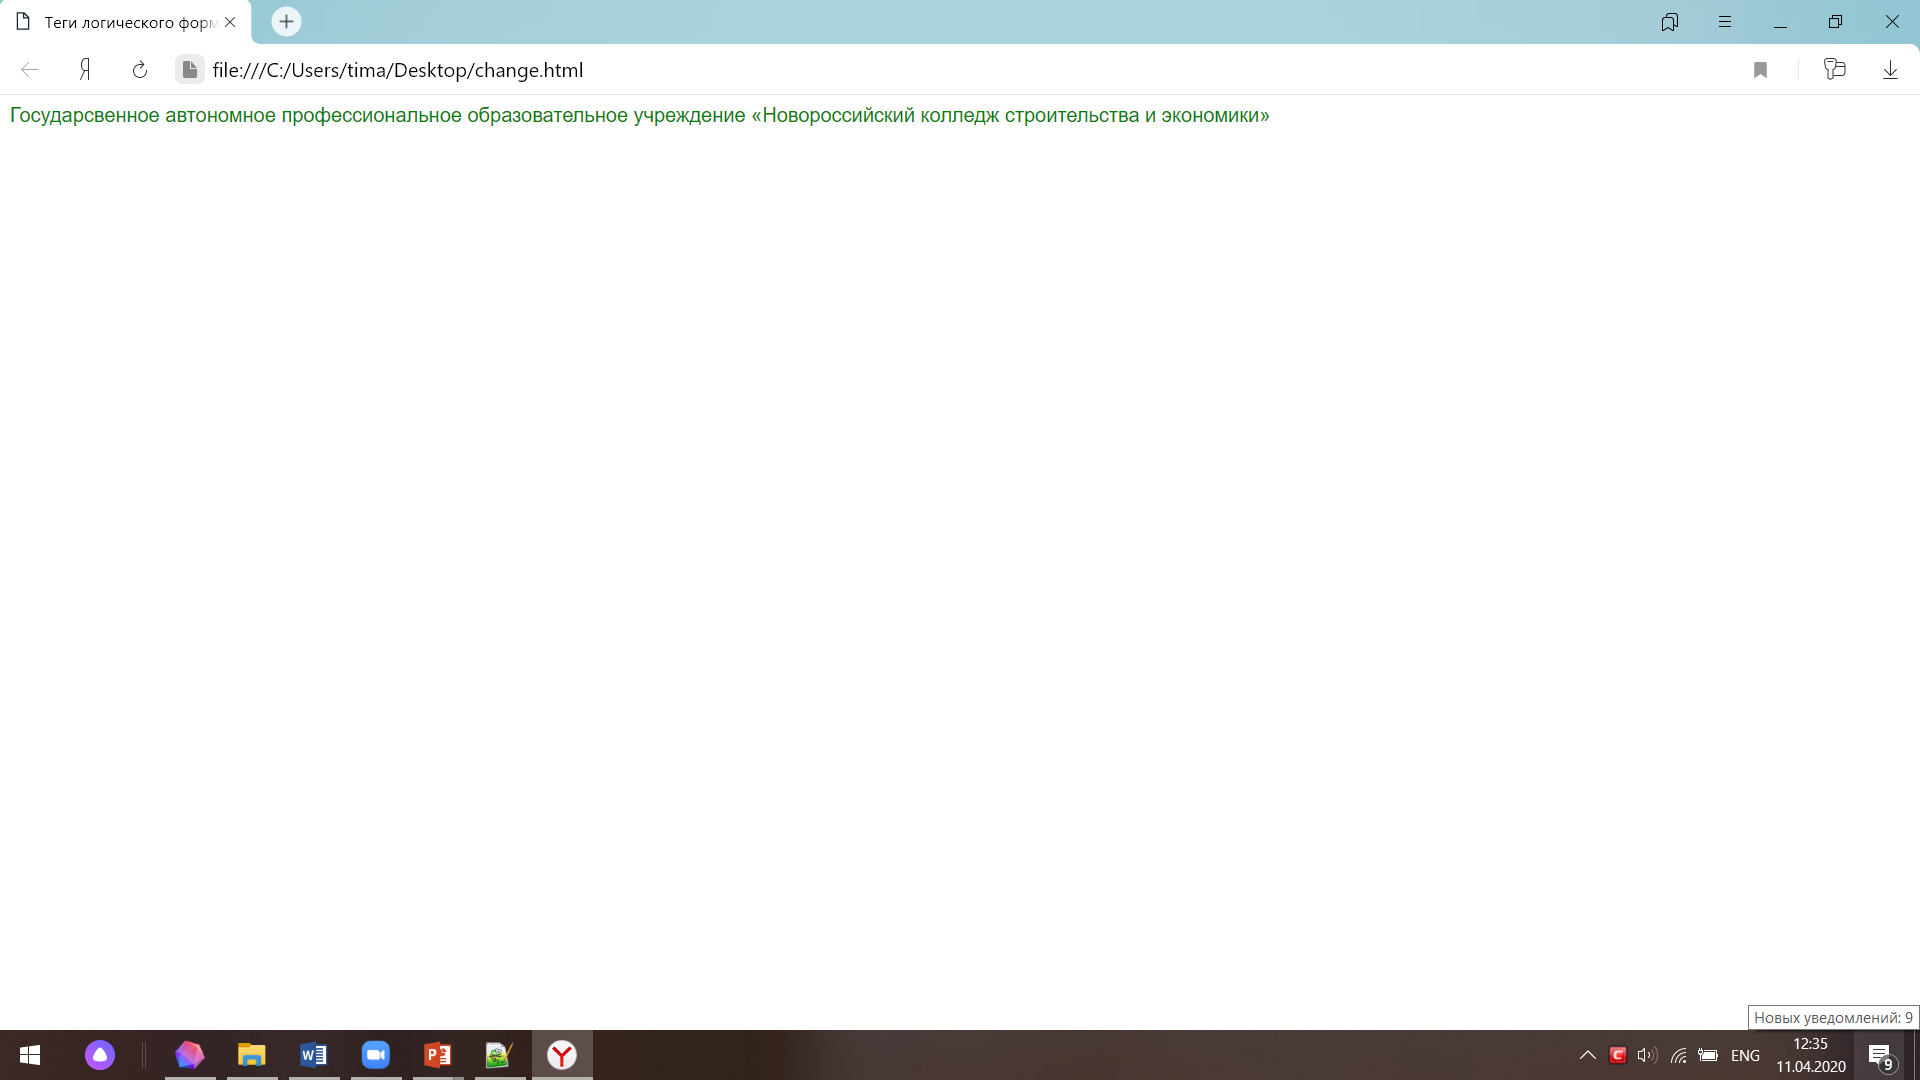 Теги логического форм
file:///C:/Users/tima/Desktop/change.html
Государсвенное автономное профессиональное образовательное учреждение «Новороссийский колледж строительства и экономики»
Новых уведомлений: 9
ENG
12:35
11.04.2020
9